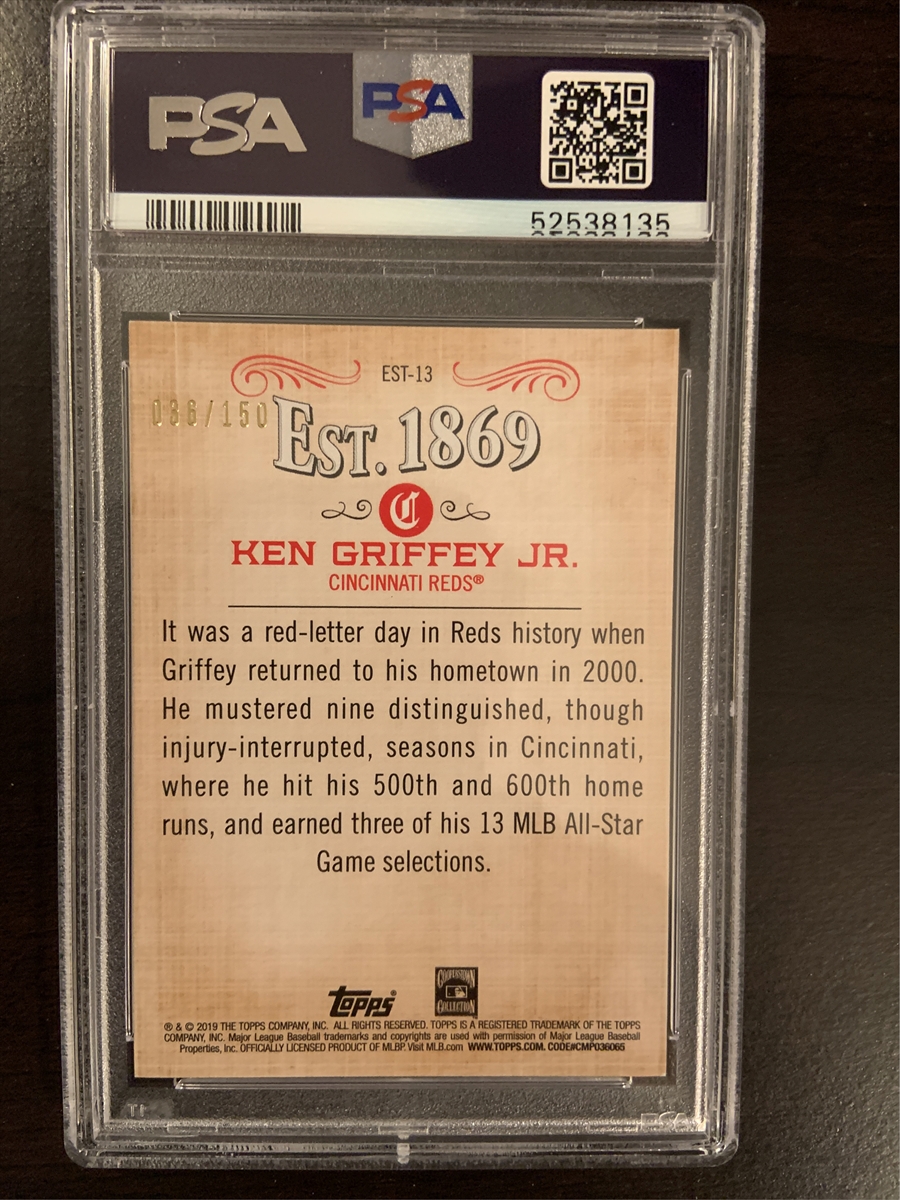 PSA
PSA
52538135
EST-13
036/150
EST. 1869
C
KEN GRIFFEY JR.
CINCINNATI REDS®
It was a red-letter day in Reds history when
Griffey returned to his hometown in 2000.
He mustered nine distinguished, though
injury-interrupted, seasons in Cincinnati,
where he hit his 500th and 600th home
runs, and earned three of his 13 MLB All-Star
Game selections.
topps®
COOPERSTOWN
COLLECTION
® & © 2019 THE TOPPS COMPANY, INC. ALL RIGHTS RESERVED. TOPPS IS A REGISTERED TRADEMARK OF THE TOPPS
COMPANY, INC. Major League Baseball trademarks and copyrights are used with permission of Major League Baseball
Properties, Inc. OFFICIALLY LICENSED PRODUCT OF MLBP. Visit MLB.com WWW.TOPPS.COM. CODE#CMP036065
PSA